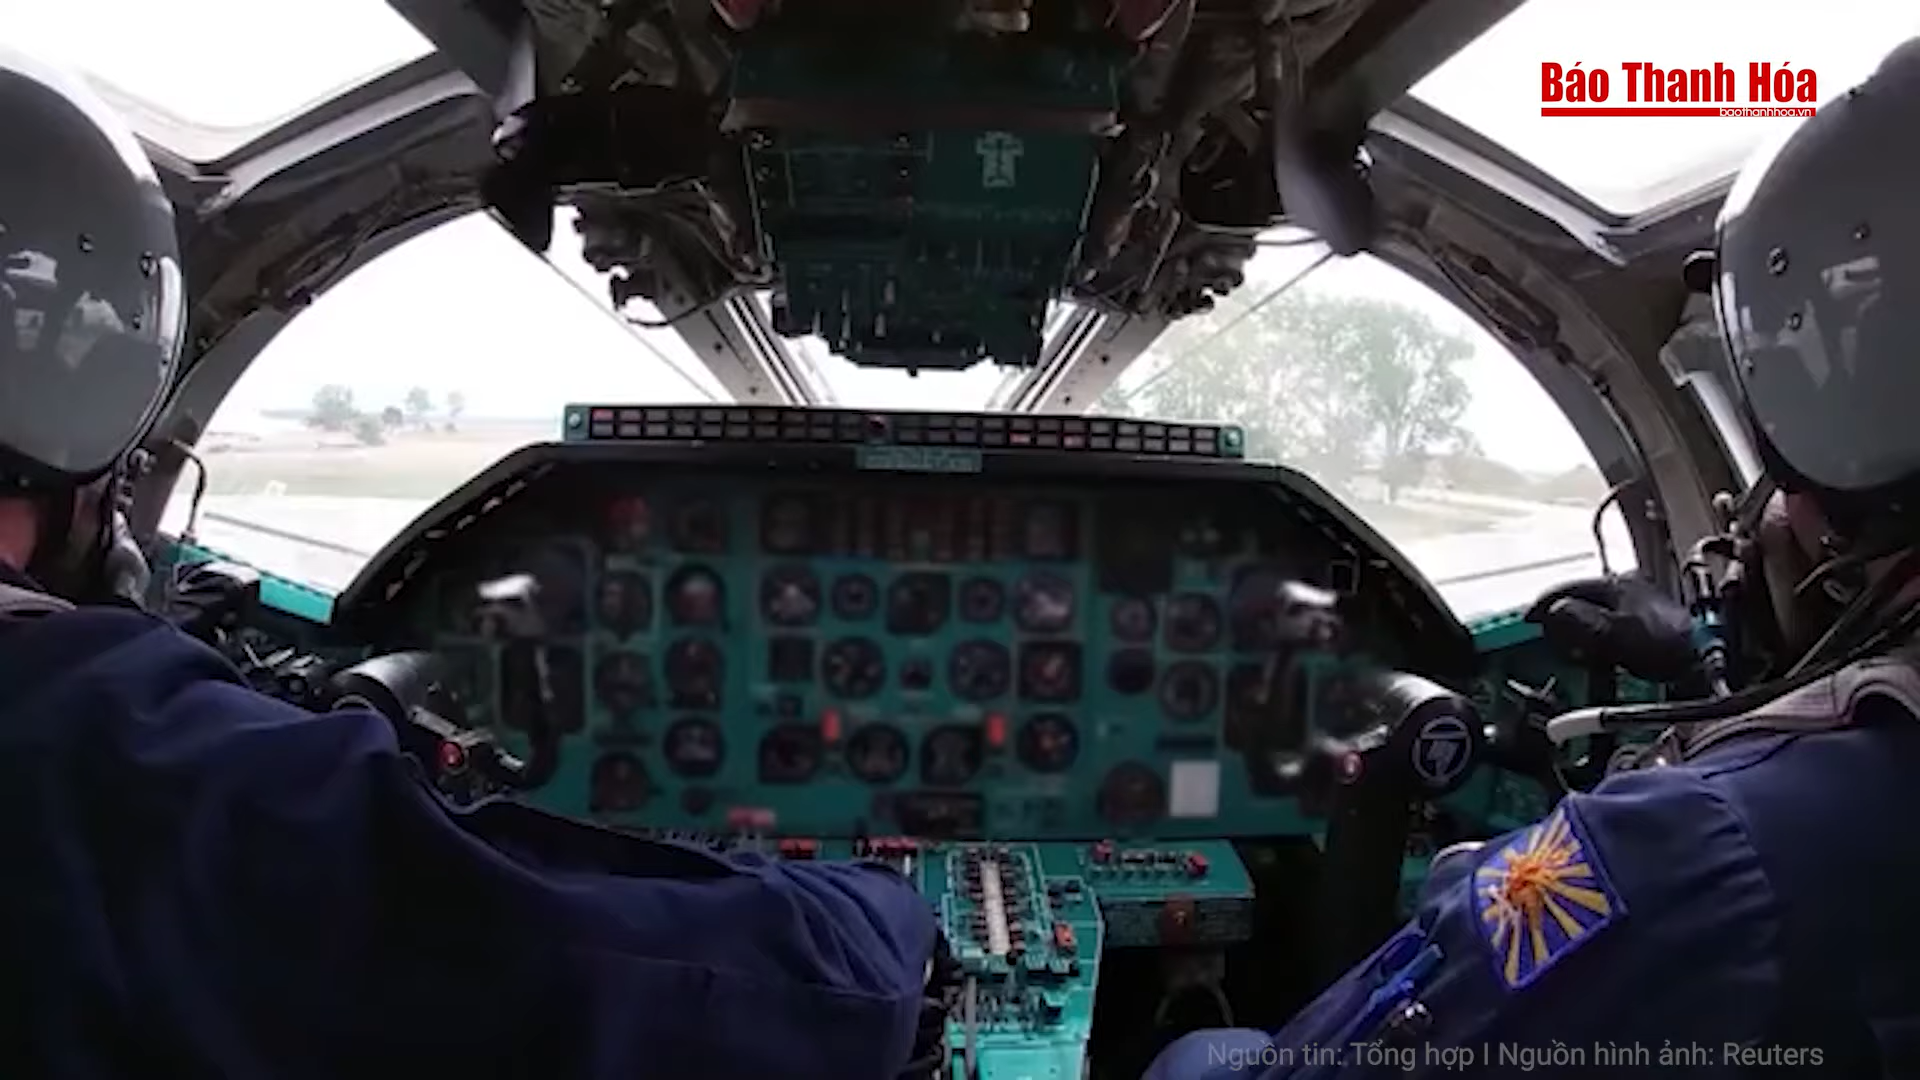 Báo Thanh Hóa
baothanhhoa.vn
Nguồn tin: Tổng hợp I Nguồn hình ảnh: Reuters